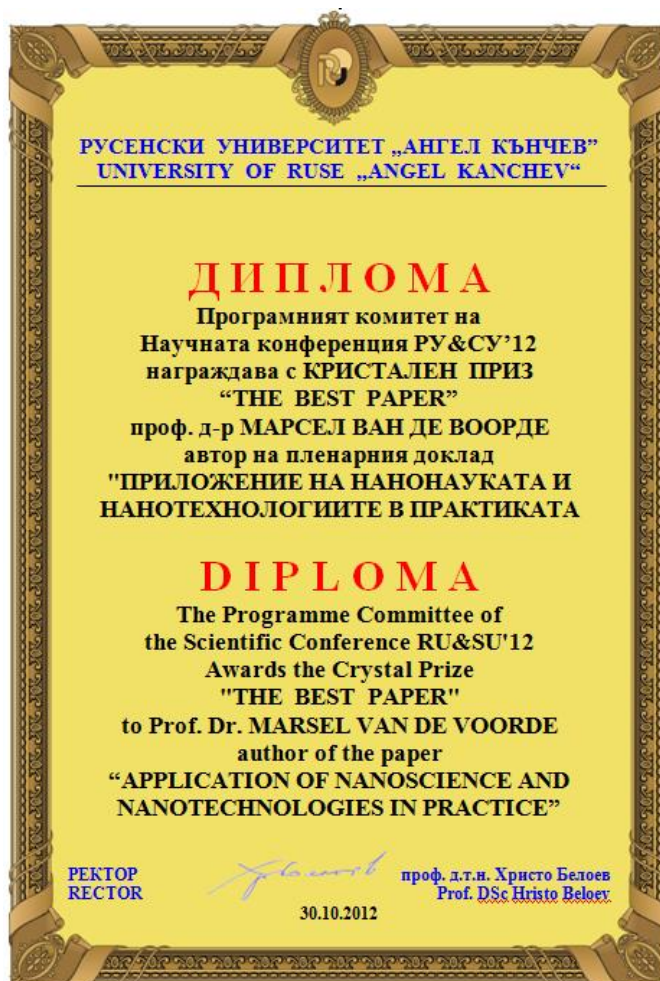 РУСЕНСКИ УНИВЕРСИТЕТ „АНГЕЛ КЪНЧЕВ”
UNIVERSITY OF RUSE „ANGEL KANCHEV“
ДИПЛОМА
Програмният комитет на
Научната конференция РУ&СУ’12
награждава с КРИСТАЛЕН ПРИЗ
“THE BEST PAPER”
проф. д-р МАРСЕЛ ВАН ДЕ ВООРДЕ
автор на пленарния доклад
"ПРИЛОЖЕНИЕ НА НАНОНАУКАТА И
НАНОТЕХНОЛОГИИТЕ В ПРАКТИКАТА
DIPLOMA
The Programme Committee of
the Scientific Conference RU&SU'12
Awards the Crystal Prize
"THE BEST PAPER"
to Prof. Dr. MARSEL VAN DE VOORDE
author of the paper
“APPLICATION OF NANOSCIENCE AND
NANOTECHNOLOGIES IN PRACTICE”
РЕКТОР проф. д.т.н. Христо Белоев
RECTOR Prof. DSc Hristo Beloev
30.10.2012